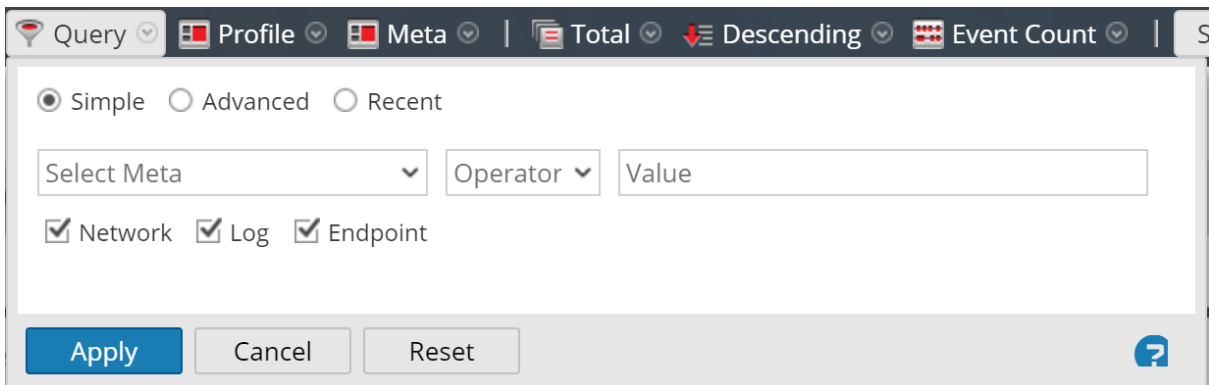 Query Profile Meta | Total Descending Event Count | S
Simple Advanced Recent
Select Meta Operator Value
Network Log Endpoint
Apply Cancel Reset ?